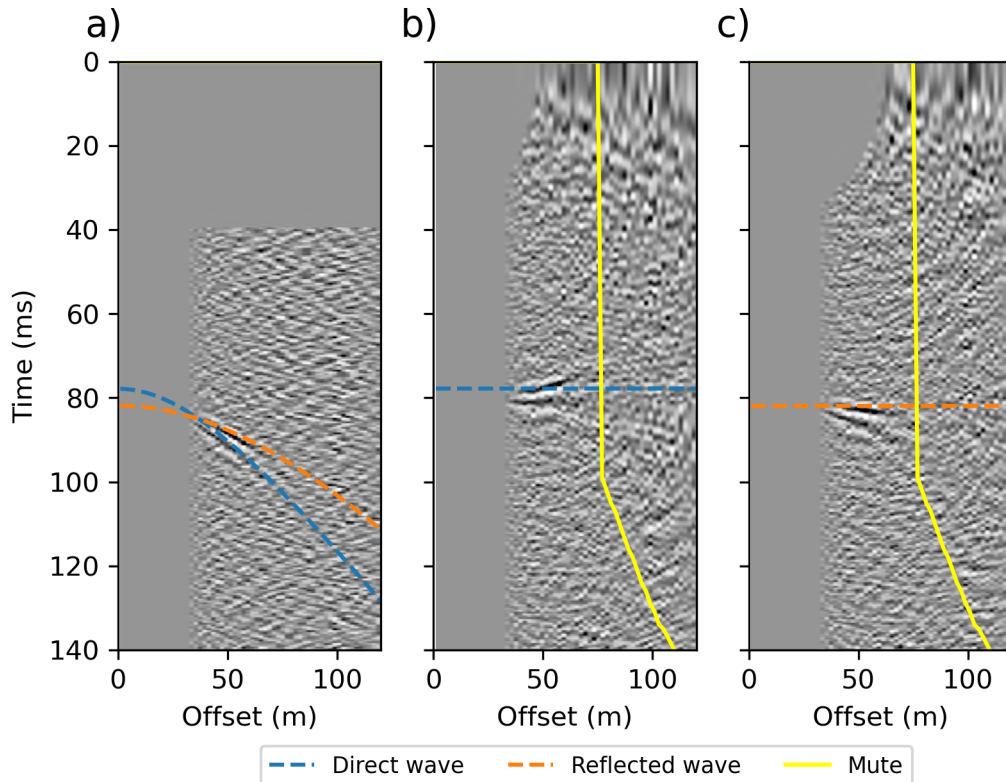 a)
b)
c)
0
20
40
60
80
100
120
140
Time (ms)
0 50 100
0 50 100
0 50 100
Offset (m)
Offset (m)
Offset (m)
Direct wave
Reflected wave
Mute